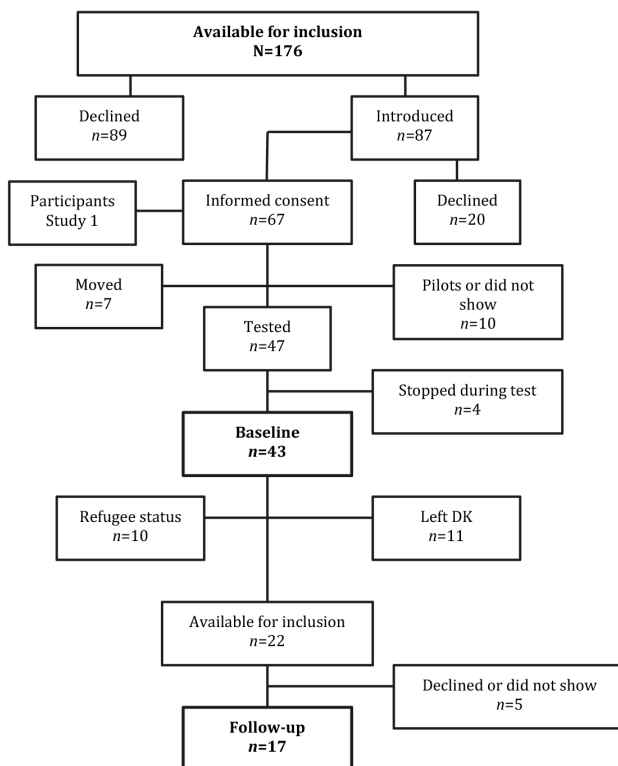 Available for inclusion
N=176
Declined
n=89
Introduced
n=87
Participants
Study 1
Informed consent
n=67
Declined
n=20
Moved
n=7
Pilots or did not
show
n=10
Tested
n=47
Stopped during test
n=4
Baseline
n=43
Refugee status
n=10
Left DK
n=11
Available for inclusion
n=22
Declined or did not show
n=5
Follow-up
n=17